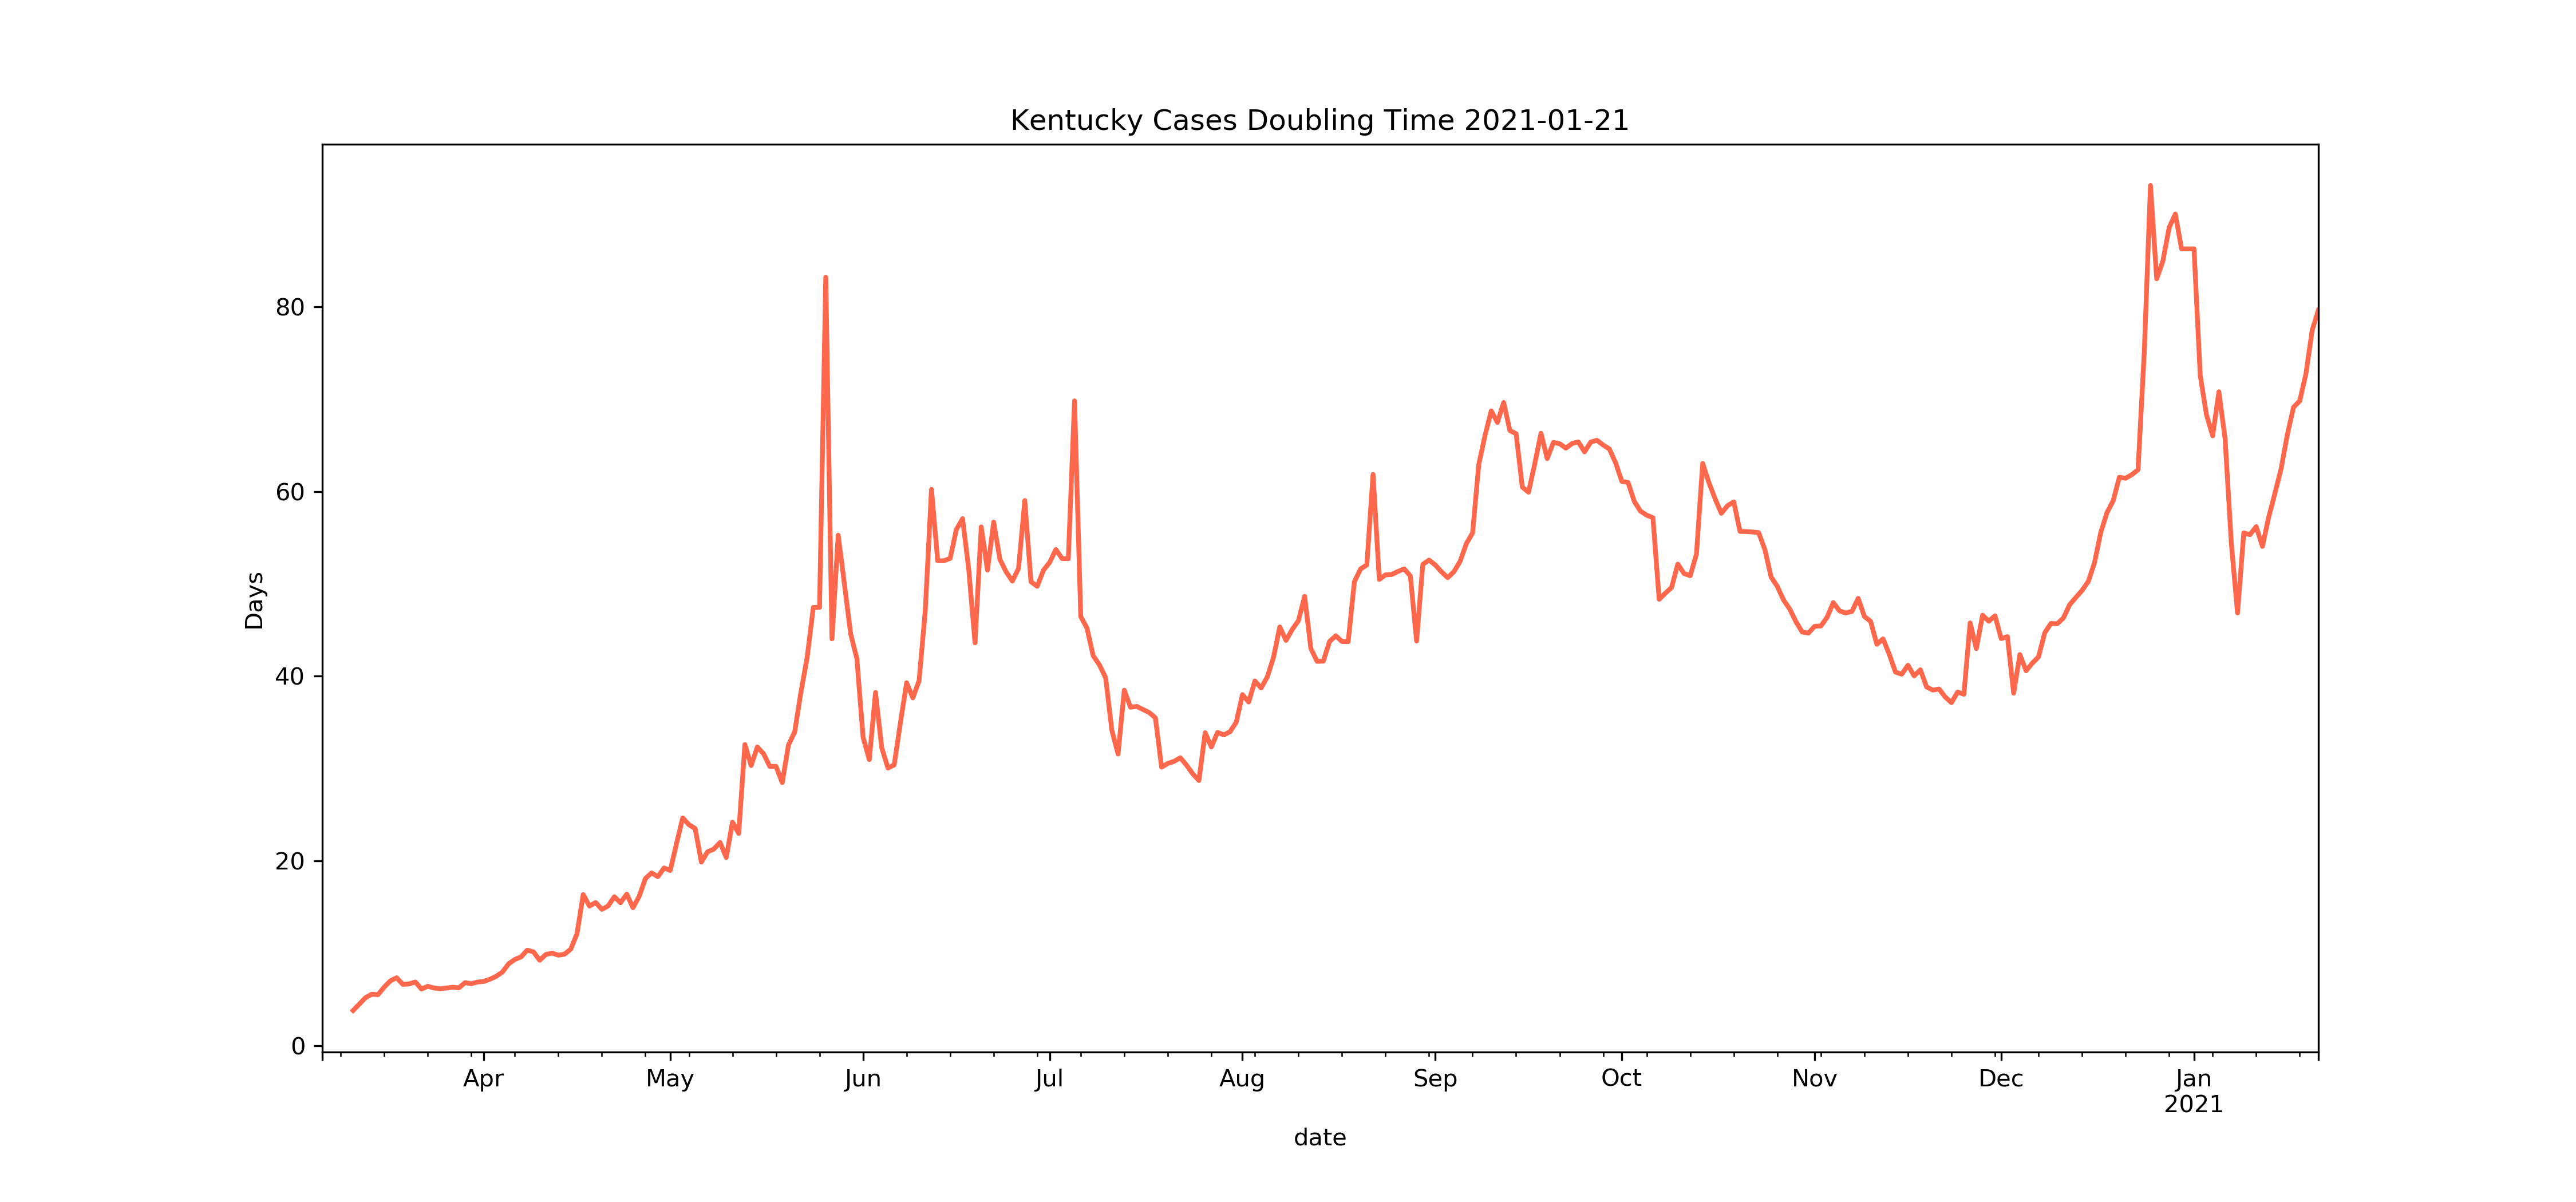 Kentucky Cases Doubling Time 2021-01-21
Days
80
60
40
20
0
Apr May Jun Jul Aug Sep Oct Nov Dec Jan
2021
date